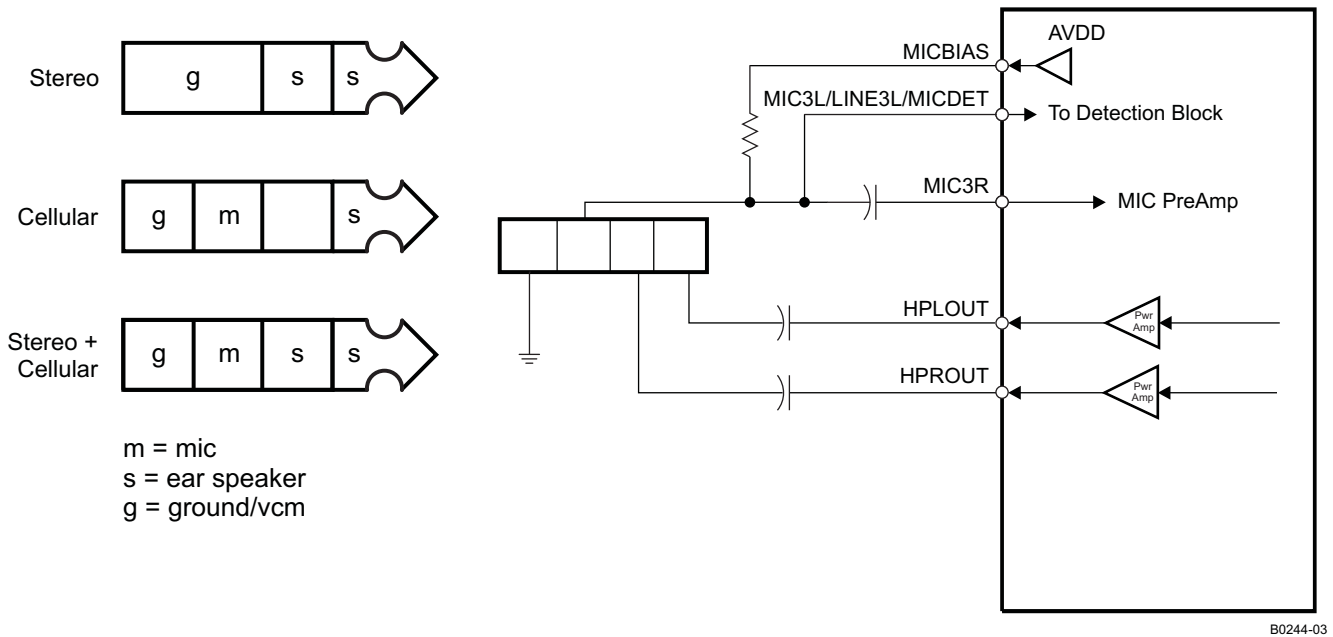 Stereo
g s s
Cellular
g m s
Stereo +
Cellular
g m s s
m = mic
s = ear speaker
g = ground/vcm
AVDD
MICBIAS
MIC3L/LINE3L/MICDET
To Detection Block
MIC3R
MIC PreAmp
HPLOUT
Pwr
Amp
HPROUT
Pwr
Amp
B0244-03